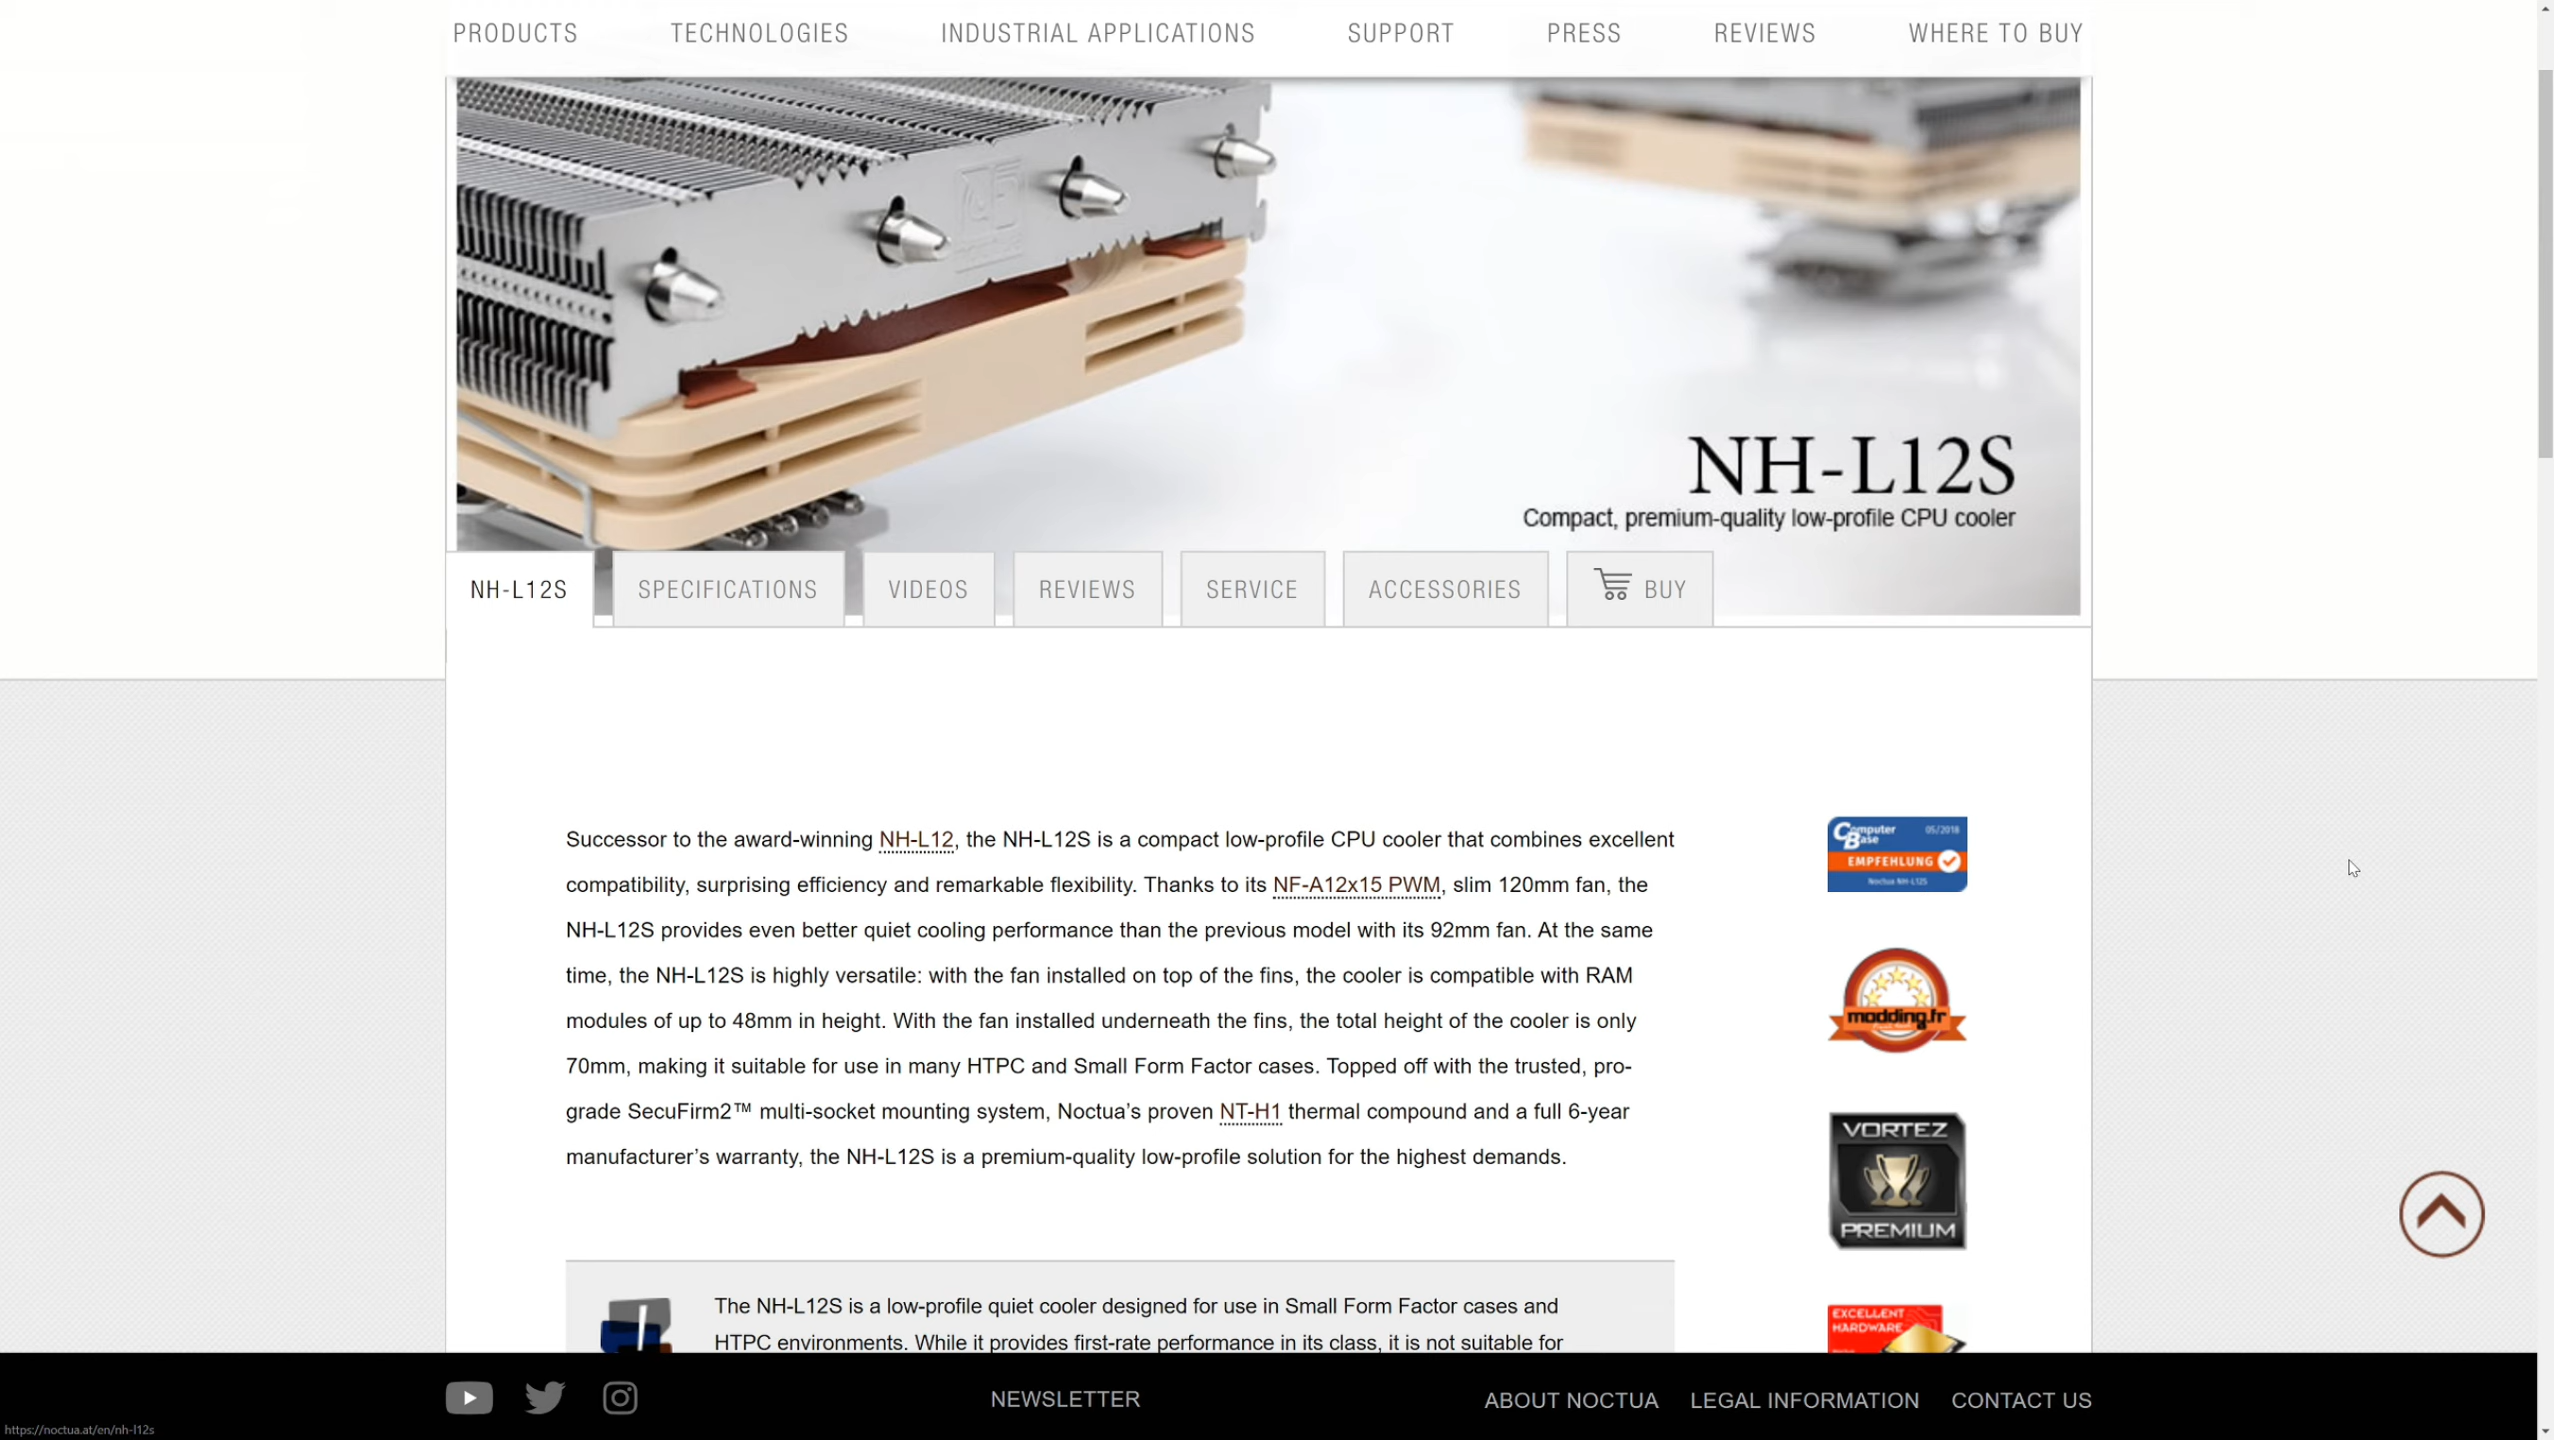 PRODUCTS TECHNOLOGIES INDUSTRIAL APPLICATIONS SUPPORT PRESS REVIEWS WHERE TO BUY
NH-L12S
Compact, premium-quality low-profile CPU cooler
NH-L12S SPECIFICATIONS VIDEOS REVIEWS SERVICE ACCESSORIES BUY
Successor to the award-winning NH-L12, the NH-L12S is a compact low-profile CPU cooler that combines excellent
compatibility, surprising efficiency and remarkable flexibility. Thanks to its NF-A12x15 PWM, slim 120mm fan, the
NH-L12S provides even better quiet cooling performance than the previous model with its 92mm fan. At the same
time, the NH-L12S is highly versatile: with the fan installed on top of the fins, the cooler is compatible with RAM
modules of up to 48mm in height. With the fan installed underneath the fins, the total height of the cooler is only
70mm, making it suitable for use in many HTPC and Small Form Factor cases. Topped off with the trusted, pro-
grade SecuFirm2™ multi-socket mounting system, Noctua’s proven NT-H1 thermal compound and a full 6-year
manufacturer’s warranty, the NH-L12S is a premium-quality low-profile solution for the highest demands.
Computer
Base
05/2018
EMPFEHLUNG
Noctua NH-L12S
modding.fr
VORTEZ
PREMIUM
EXCELLENT
HARDWARE
The NH-L12S is a low-profile quiet cooler designed for use in Small Form Factor cases and
HTPC environments. While it provides first-rate performance in its class, it is not suitable for
NEWSLETTER ABOUT NOCTUA LEGAL INFORMATION CONTACT US
https://noctua.at/en/nh-l12s